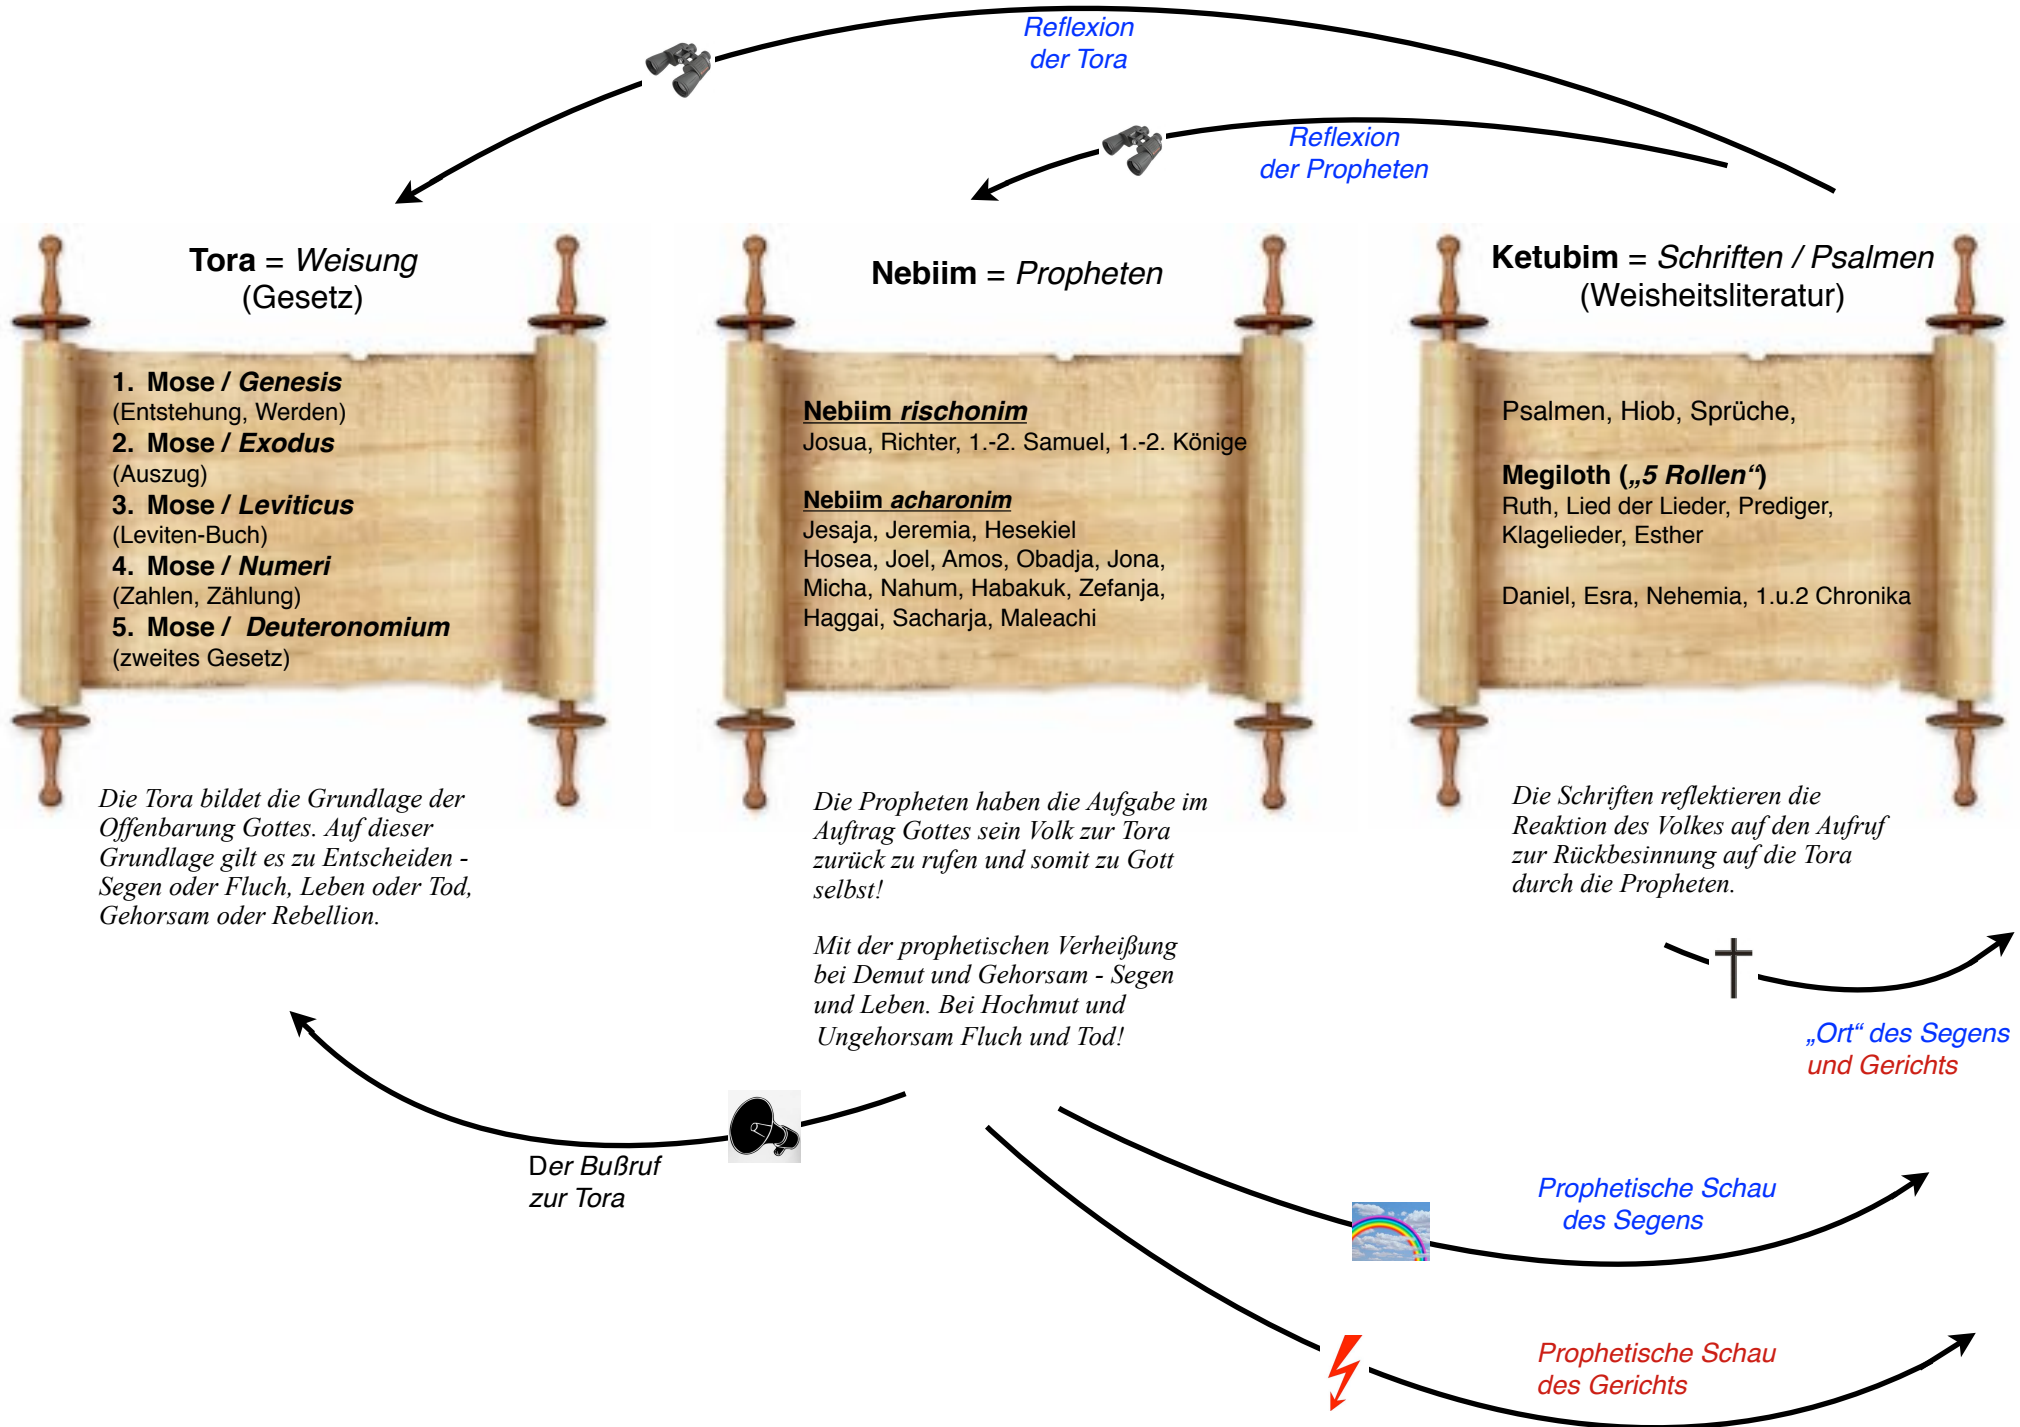 Reflexion
der Tora
Reflexion
der Propheten
Tora = Weisung
(Gesetz)
1. Mose / Genesis
(Entstehung, Werden)
2. Mose / Exodus
(Auszug)
3. Mose / Leviticus
(Leviten-Buch)
4. Mose / Numeri
(Zahlen, Zählung)
5. Mose / Deuteronomium
(zweites Gesetz)
Die Tora bildet die Grundlage der
Offenbarung Gottes. Auf dieser
Grundlage gilt es zu Entscheiden -
Segen oder Fluch, Leben oder Tod,
Gehorsam oder Rebellion.
Nebiim = Propheten
Nebiim rischonim
Josua, Richter, 1.-2. Samuel, 1.-2. Könige
Nebiim acharonim
Jesaja, Jeremia, Hesekiel
Hosea, Joel, Amos, Obadja, Jona,
Micha, Nahum, Habakuk, Zefanja,
Haggai, Sacharja, Maleachi
Die Propheten haben die Aufgabe im
Auftrag Gottes sein Volk zur Tora
zurück zu rufen und somit zu Gott
selbst!
Mit der prophetischen Verheißung
bei Demut und Gehorsam - Segen
und Leben. Bei Hochmut und
Ungehorsam Fluch und Tod!
Ketubim = Schriften / Psalmen
(Weisheitsliteratur)
Psalmen, Hiob, Sprüche,
Megiloth („5 Rollen“)
Ruth, Lied der Lieder, Prediger,
Klagelieder, Esther
Daniel, Esra, Nehemia, 1.u.2 Chronika
Die Schriften reflektieren die
Reaktion des Volkes auf den Aufruf
zur Rückbesinnung auf die Tora
durch die Propheten.
„Ort“ des Segens
und Gerichts
Der Bußruf
zur Tora
Prophetische Schau
des Segens
Prophetische Schau
des Gerichts